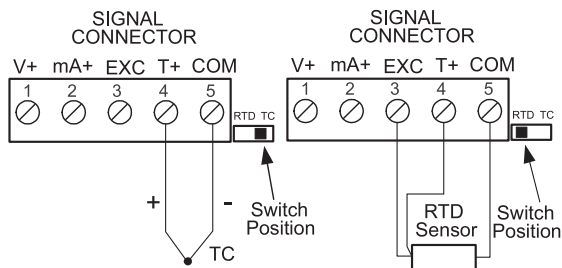 SIGNAL
CONNECTOR
V+ mA+ EXC T+ COM
1 2 3 4 5
RTD TC
+ -
Switch
Position
TC
SIGNAL
CONNECTOR
V+ mA+ EXC T+ COM
1 2 3 4 5
RTD TC
RTD
Sensor
Switch
Position